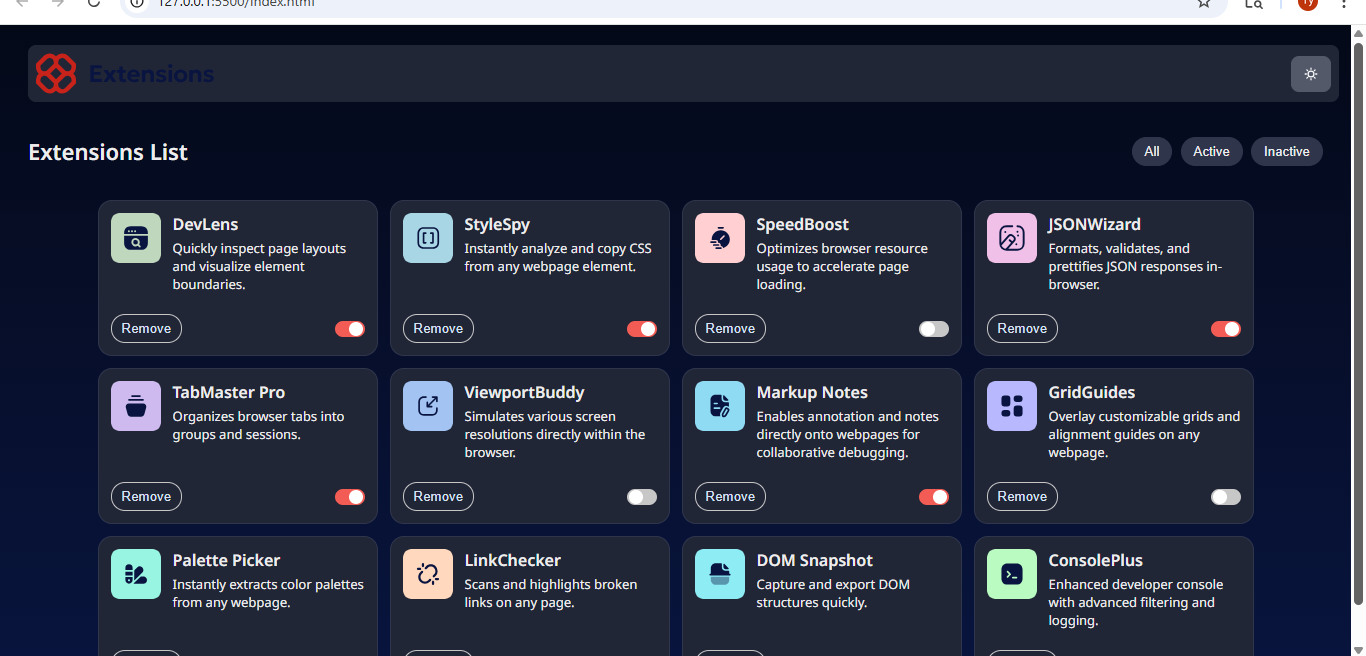 127.0.0.1:5500/index.html
Ty
Extensions
Extensions List
All
Active
Inactive
DevLens
Quickly inspect page layouts
and visualize element
boundaries.
Remove
StyleSpy
Instantly analyze and copy CSS
from any webpage element.
Remove
SpeedBoost
Optimizes browser resource
usage to accelerate page
loading.
Remove
JSONWizard
Formats, validates, and
prettifies JSON responses in-
browser.
Remove
TabMaster Pro
Organizes browser tabs into
groups and sessions.
Remove
ViewportBuddy
Simulates various screen
resolutions directly within the
browser.
Remove
Markup Notes
Enables annotation and notes
directly onto webpages for
collaborative debugging.
Remove
GridGuides
Overlay customizable grids and
alignment guides on any
webpage.
Remove
Palette Picker
Instantly extracts color palettes
from any webpage.
LinkChecker
Scans and highlights broken
links on any page.
DOM Snapshot
Capture and export DOM
structures quickly.
ConsolePlus
Enhanced developer console
with advanced filtering and
logging.